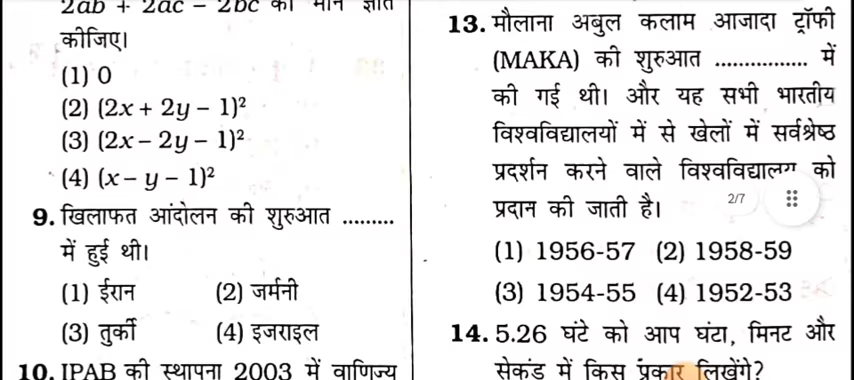 2ab + 2ac – 2bc का मान ज्ञात
कीजिए।
(1) 0
(2) (2x + 2y – 1)²
(3) (2x – 2y – 1)²
(4) (x – y – 1)²
9. खिलाफत आंदोलन की शुरुआत .........
में हुई थी।
(1) ईरान (2) जर्मनी
(3) तुर्की (4) इजराइल
10. IPAB की स्थापना 2003 में वाणिज्य
13. मौलाना अबुल कलाम आजादा ट्रॉफी
(MAKA) की शुरुआत ................ में
की गई थी। और यह सभी भारतीय
विश्वविद्यालयों में से खेलों में सर्वश्रेष्ठ
प्रदर्शन करने वाले विश्वविद्यालय को
प्रदान की जाती है।
2/7
(1) 1956-57 (2) 1958-59
(3) 1954-55 (4) 1952-53
14. 5.26 घंटे को आप घंटा, मिनट और
सेकंड में किस प्रकार लिखेंगे?